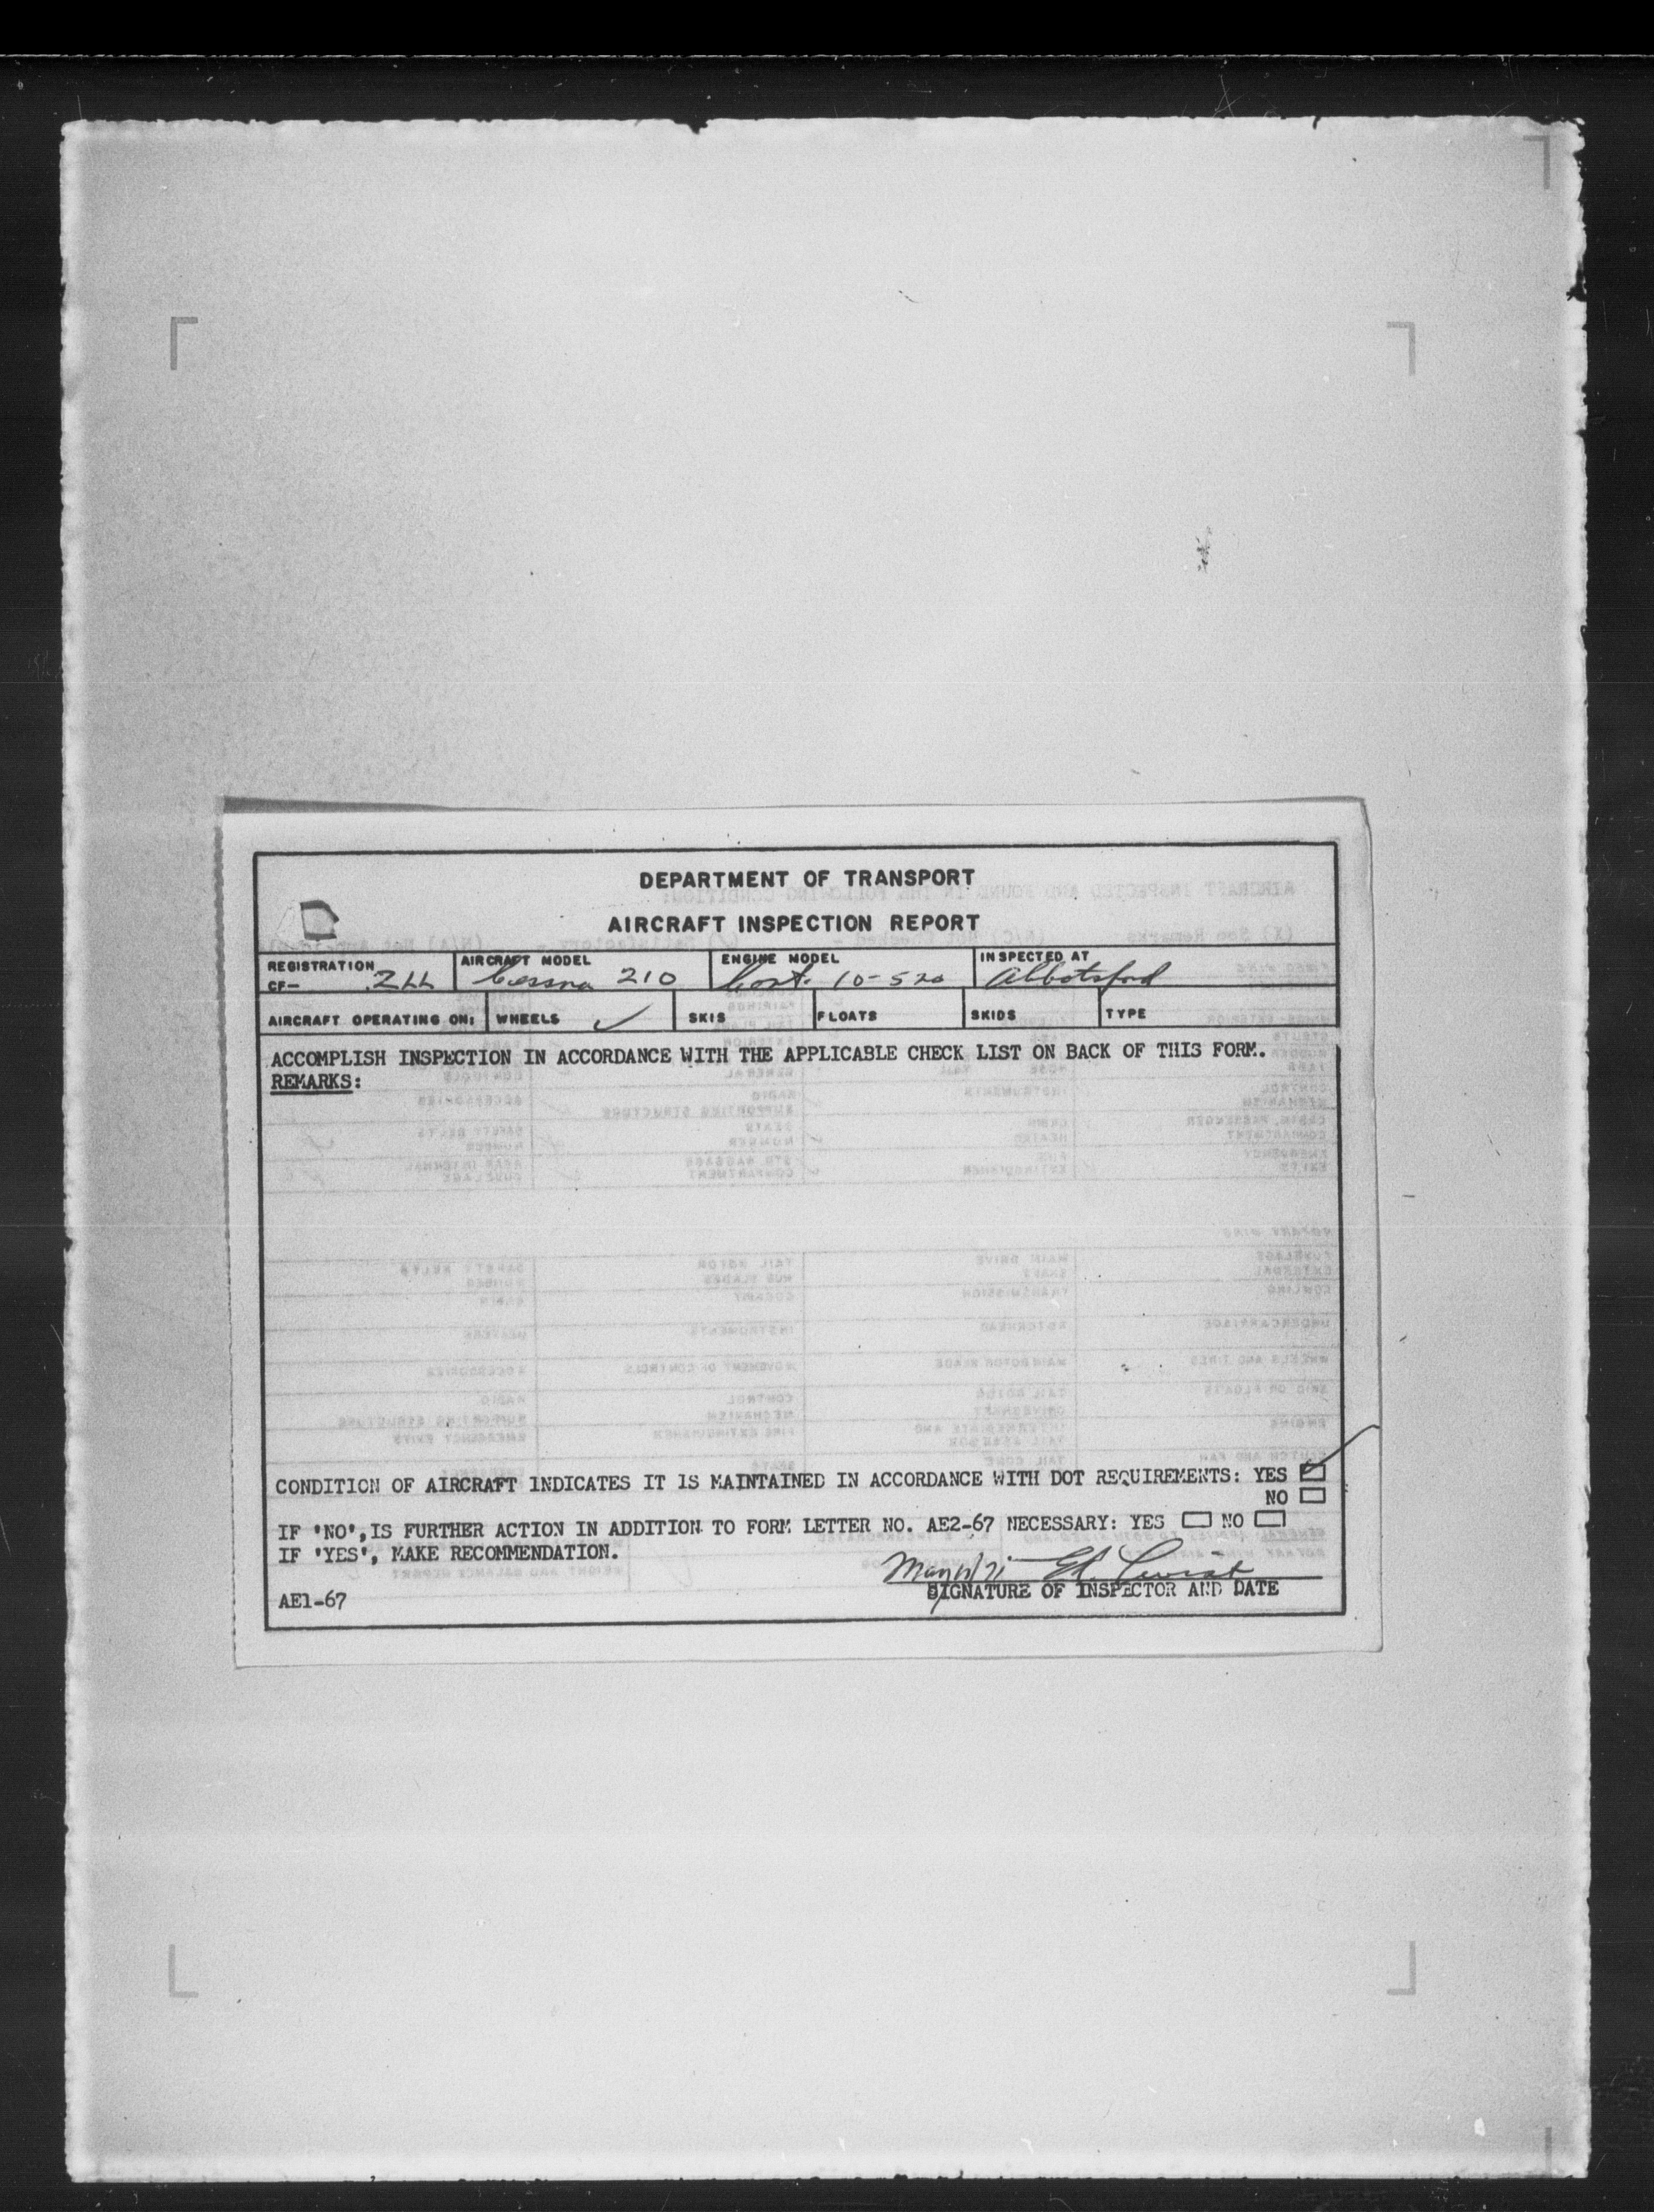 DEPARTMENT OF TRANSPORT
AIRCRAFT INSPECTION REPORT
REGISTRATION CF- ZLL AIRCRAFT MODEL Cessna 210 ENGINE MODEL Cont. 10-520 INSPECTED AT Abbotsford
AIRCRAFT OPERATING ON: WHEELS ✓ SKIS FLOATS SKIDS TYPE
ACCOMPLISH INSPECTION IN ACCORDANCE WITH THE APPLICABLE CHECK LIST ON BACK OF THIS FORM.
REMARKS:
CONDITION OF AIRCRAFT INDICATES IT IS MAINTAINED IN ACCORDANCE WITH DOT REQUIREMENTS: YES ✓
NO
IF 'NO', IS FURTHER ACTION IN ADDITION TO FORM LETTER NO. AE2-67 NECESSARY: YES NO
IF 'YES', MAKE RECOMMENDATION.
SIGNATURE OF INSPECTOR AND DATE
AE1-67